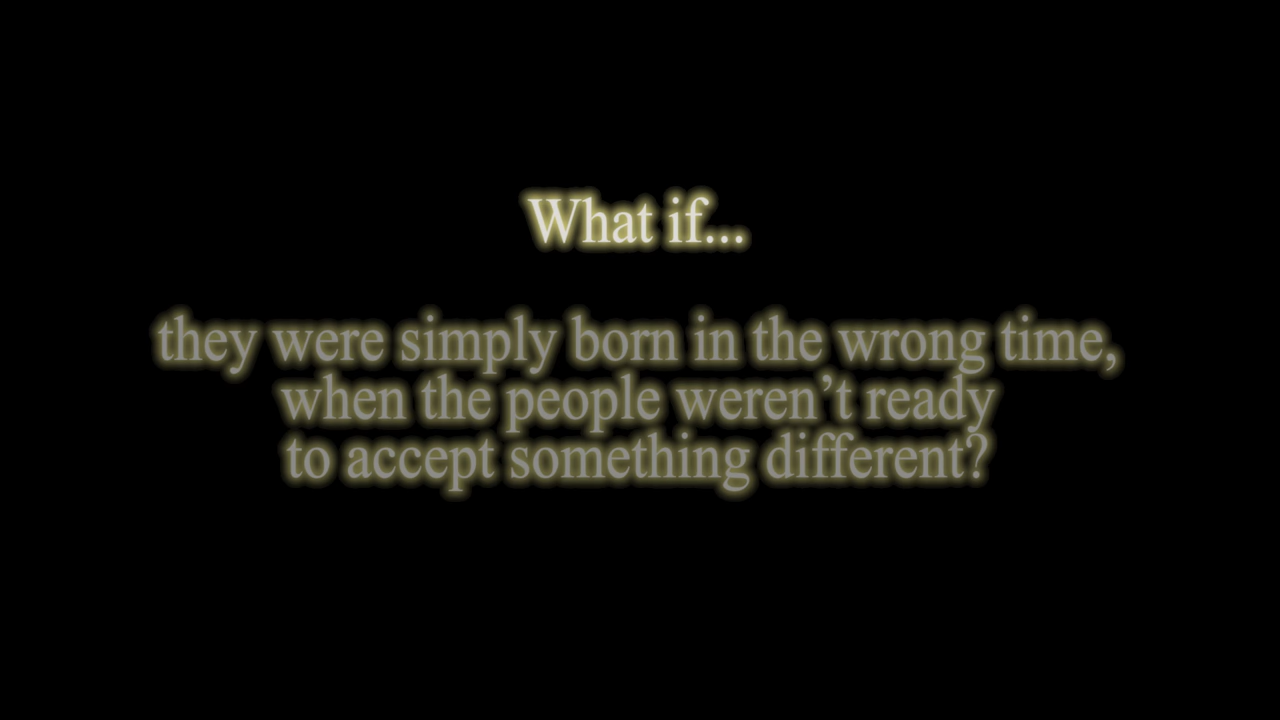 What if...
they were simply born in the wrong time,
when the people weren’t ready
to accept something different?